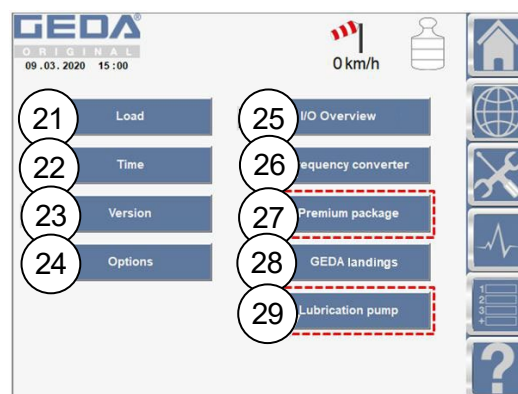 GEDA
ORIGINAL
09.03.2020 15:00
0 km/h
21 Load
22 Time
23 Version
24 Options
25 I/O Overview
26 equency converter
27 Premium package
28 GEDA landings
29 Lubrication pump
1
2
3
+
?